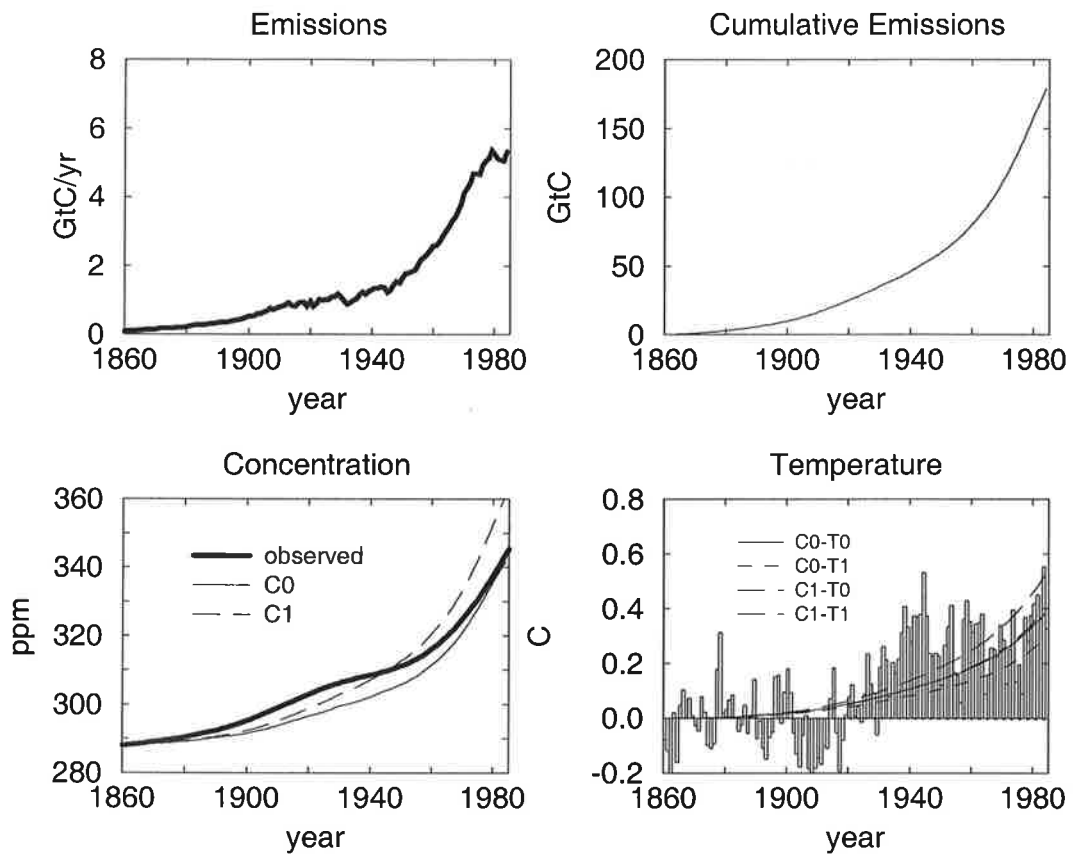 Emissions
8
6
4
2
0
GtC/yr
1860 1900 1940 1980
year
Cumulative Emissions
200
150
100
50
0
GtC
1860 1900 1940 1980
year
Concentration
360
340
320
300
280
ppm
observed
C0
C1
1860 1900 1940 1980
year
Temperature
0.8
0.6
0.4
0.2
0.0
-0.2
C
C0-T0
C0-T1
C1-T0
C1-T1
1860 1900 1940 1980
year